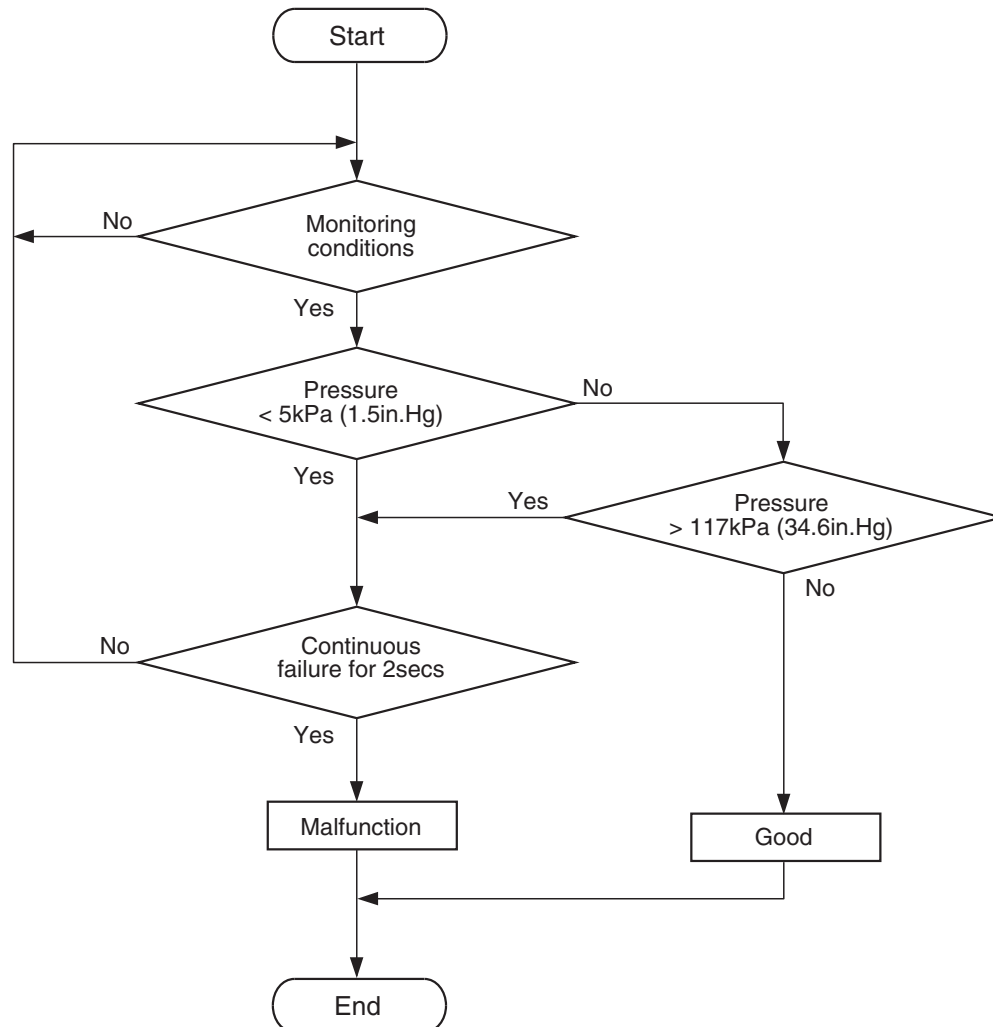 Start
No
Monitoring
conditions
Yes
Pressure
< 5kPa (1.5in.Hg)
No
Yes
Yes
Pressure
> 117kPa (34.6in.Hg)
No
No
Continuous
failure for 2secs
Yes
Malfunction
Good
End